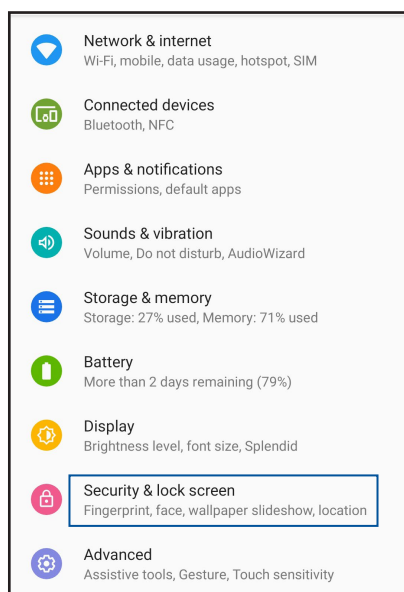 Network & internet
Wi-Fi, mobile, data usage, hotspot, SIM
Connected devices
Bluetooth, NFC
Apps & notifications
Permissions, default apps
Sounds & vibration
Volume, Do not disturb, AudioWizard
Storage & memory
Storage: 27% used, Memory: 71% used
Battery
More than 2 days remaining (79%)
Display
Brightness level, font size, Splendid
Security & lock screen
Fingerprint, face, wallpaper slideshow, location
Advanced
Assistive tools, Gesture, Touch sensitivity